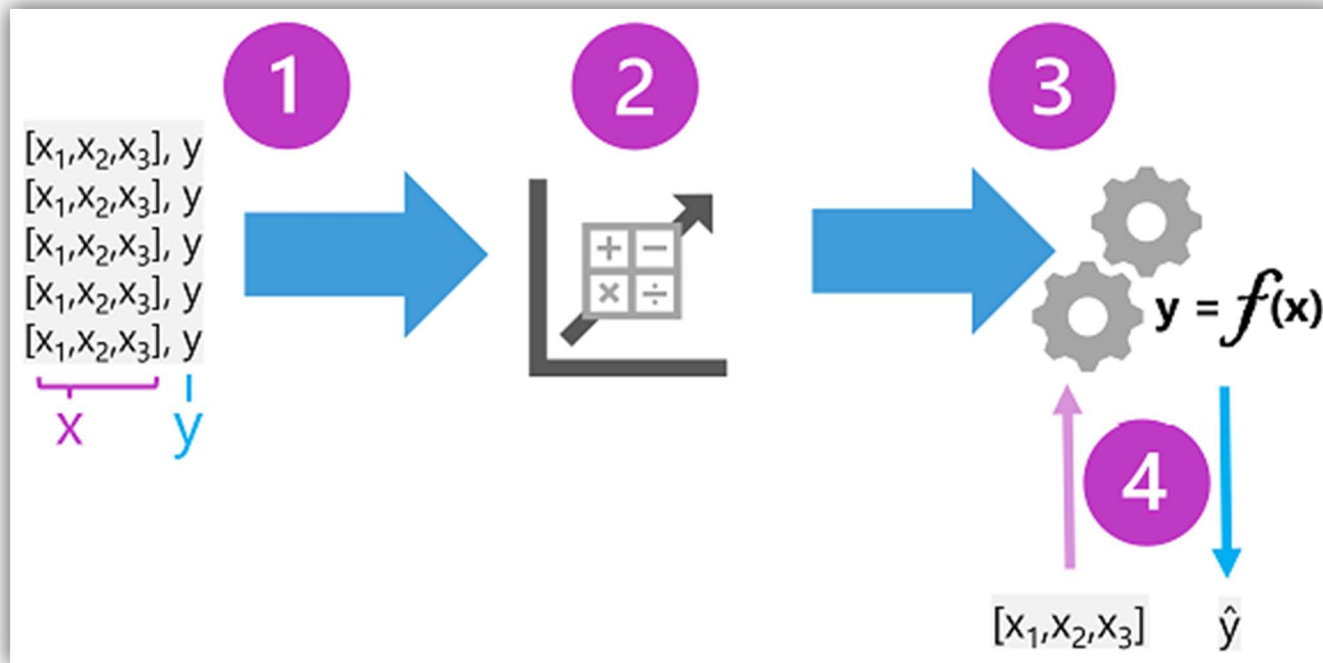 1
2
3
[x₁,x₂,x₃], y
[x₁,x₂,x₃], y
[x₁,x₂,x₃], y
[x₁,x₂,x₃], y
[x₁,x₂,x₃], y
x y
+ −
× ÷
y = f(x)
4
[x₁,x₂,x₃] ŷ